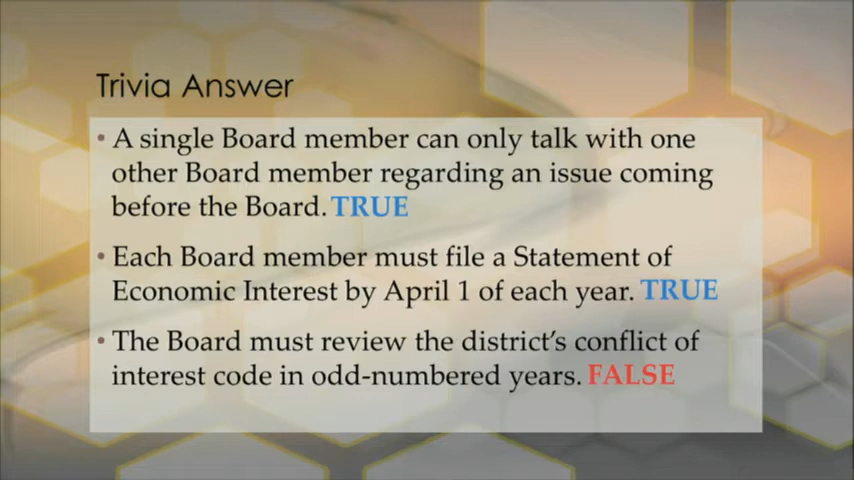 Trivia Answer
• A single Board member can only talk with one
other Board member regarding an issue coming
before the Board. TRUE
• Each Board member must file a Statement of
Economic Interest by April 1 of each year. TRUE
• The Board must review the district's conflict of
interest code in odd-numbered years. FALSE